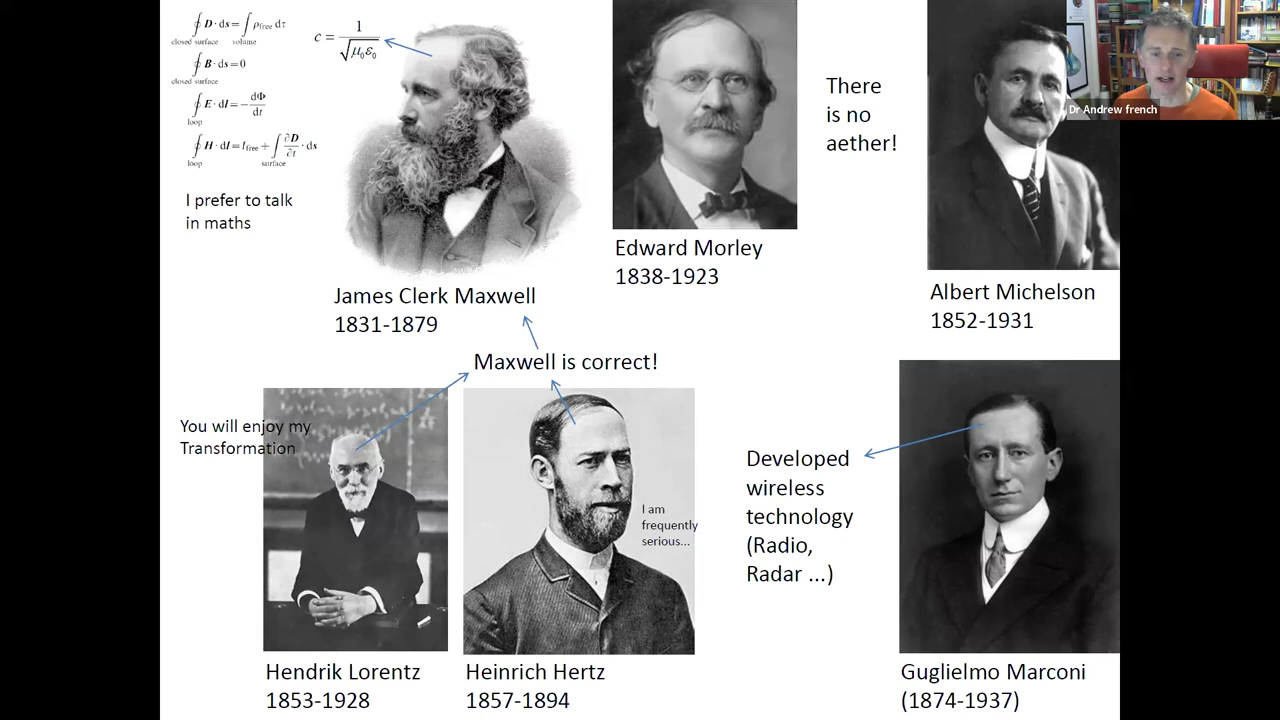 ∮ D · ds = ∫ ρfree dτ
closed surface volume
∮ B · ds = 0
closed surface
∮ E · dl = − dΦ/dt
loop
∮ H · dl = Ifree + ∫ ∂D/∂t · ds
loop surface
c = 1/√μ₀ε₀
I prefer to talk
in maths
James Clerk Maxwell
1831-1879
Edward Morley
1838-1923
There
is no
aether!
Dr Andrew french
Albert Michelson
1852-1931
Maxwell is correct!
You will enjoy my
Transformation
Hendrik Lorentz
1853-1928
I am
frequently
serious...
Heinrich Hertz
1857-1894
Developed
wireless
technology
(Radio,
Radar ...)
Guglielmo Marconi
(1874-1937)